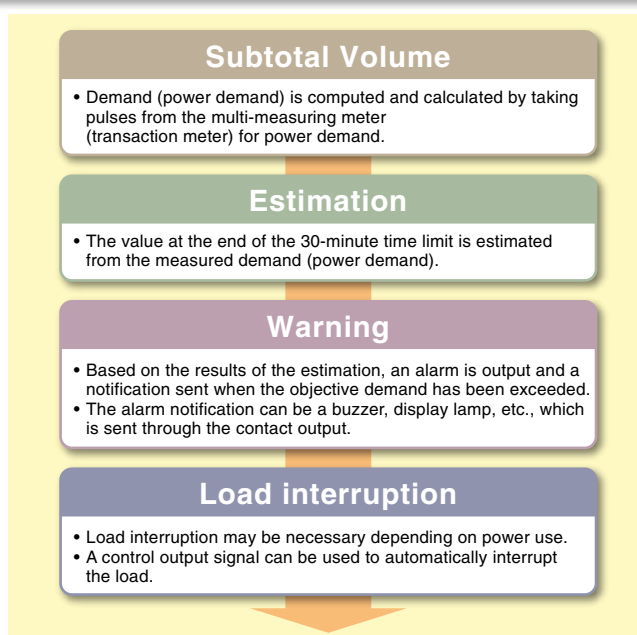 Subtotal Volume
• Demand (power demand) is computed and calculated by taking
pulses from the multi-measuring meter
(transaction meter) for power demand.
Estimation
• The value at the end of the 30-minute time limit is estimated
from the measured demand (power demand).
Warning
• Based on the results of the estimation, an alarm is output and a
notification sent when the objective demand has been exceeded.
• The alarm notification can be a buzzer, display lamp, etc., which
is sent through the contact output.
Load interruption
• Load interruption may be necessary depending on power use.
• A control output signal can be used to automatically interrupt
the load.